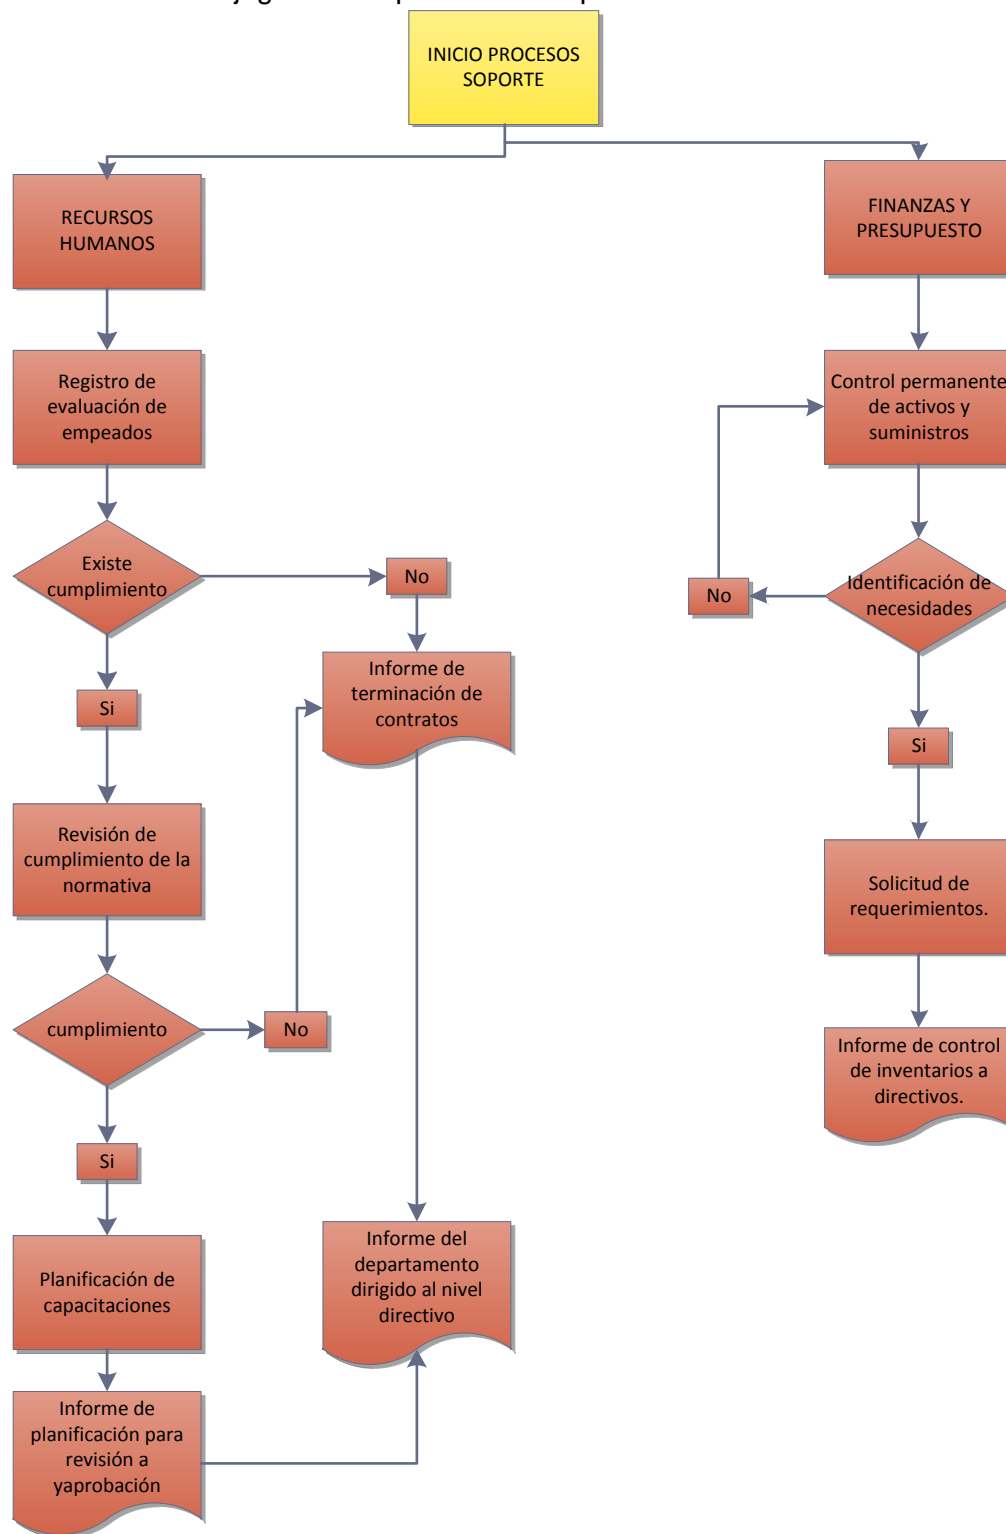 INICIO PROCESOS
SOPORTE
RECURSOS
HUMANOS
FINANZAS Y
PRESUPUESTO
Registro de
evaluación de
empeados
Control permanente
de activos y
suministros
Existe
cumplimiento
No
No
Identificación de
necesidades
Informe de
terminación de
contratos
Si
Si
Revisión de
cumplimiento de la
normativa
Solicitud de
requerimientos.
cumplimiento
No
Informe de control
de inventarios a
directivos.
Si
Planificación de
capacitaciones
Informe del
departamento
dirigido al nivel
directivo
Informe de
planificación para
revisión a
yaprobación